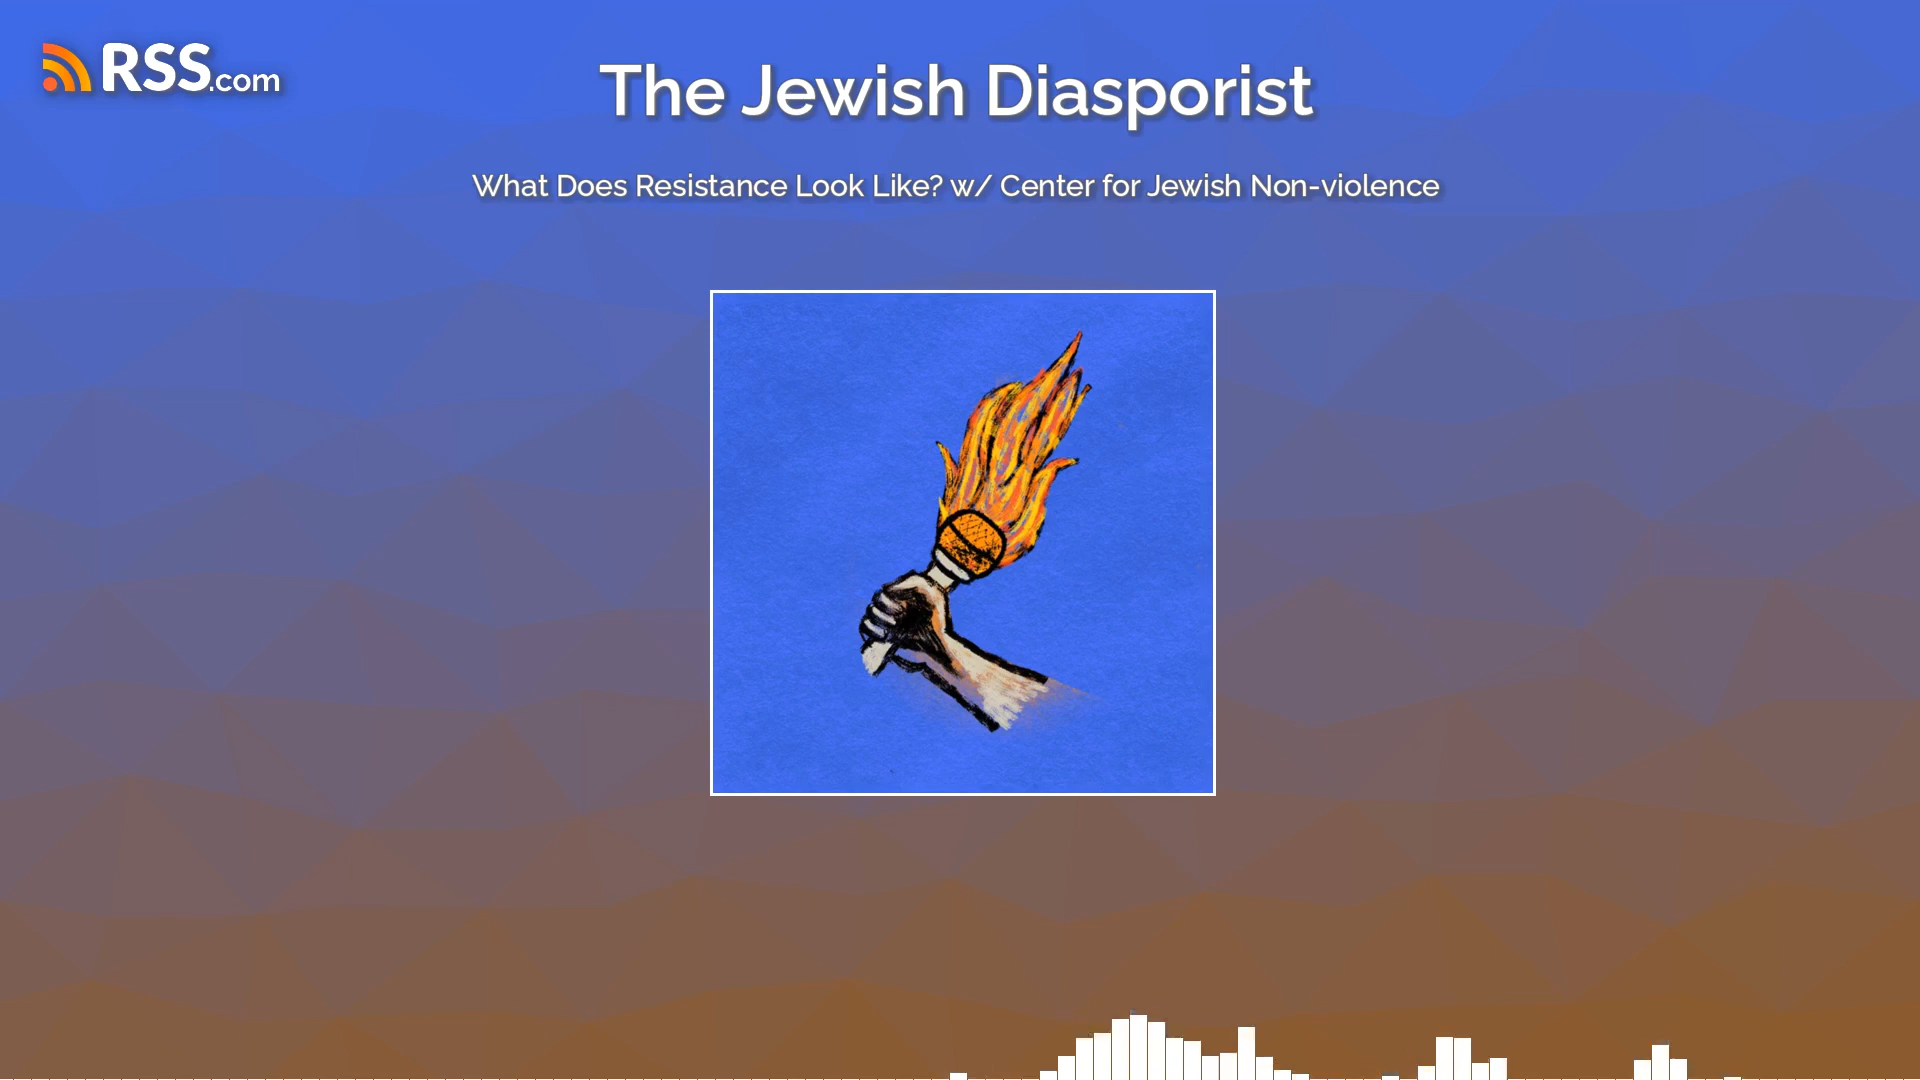 RSS.com
The Jewish Diasporist
What Does Resistance Look Like? w/ Center for Jewish Non-violence